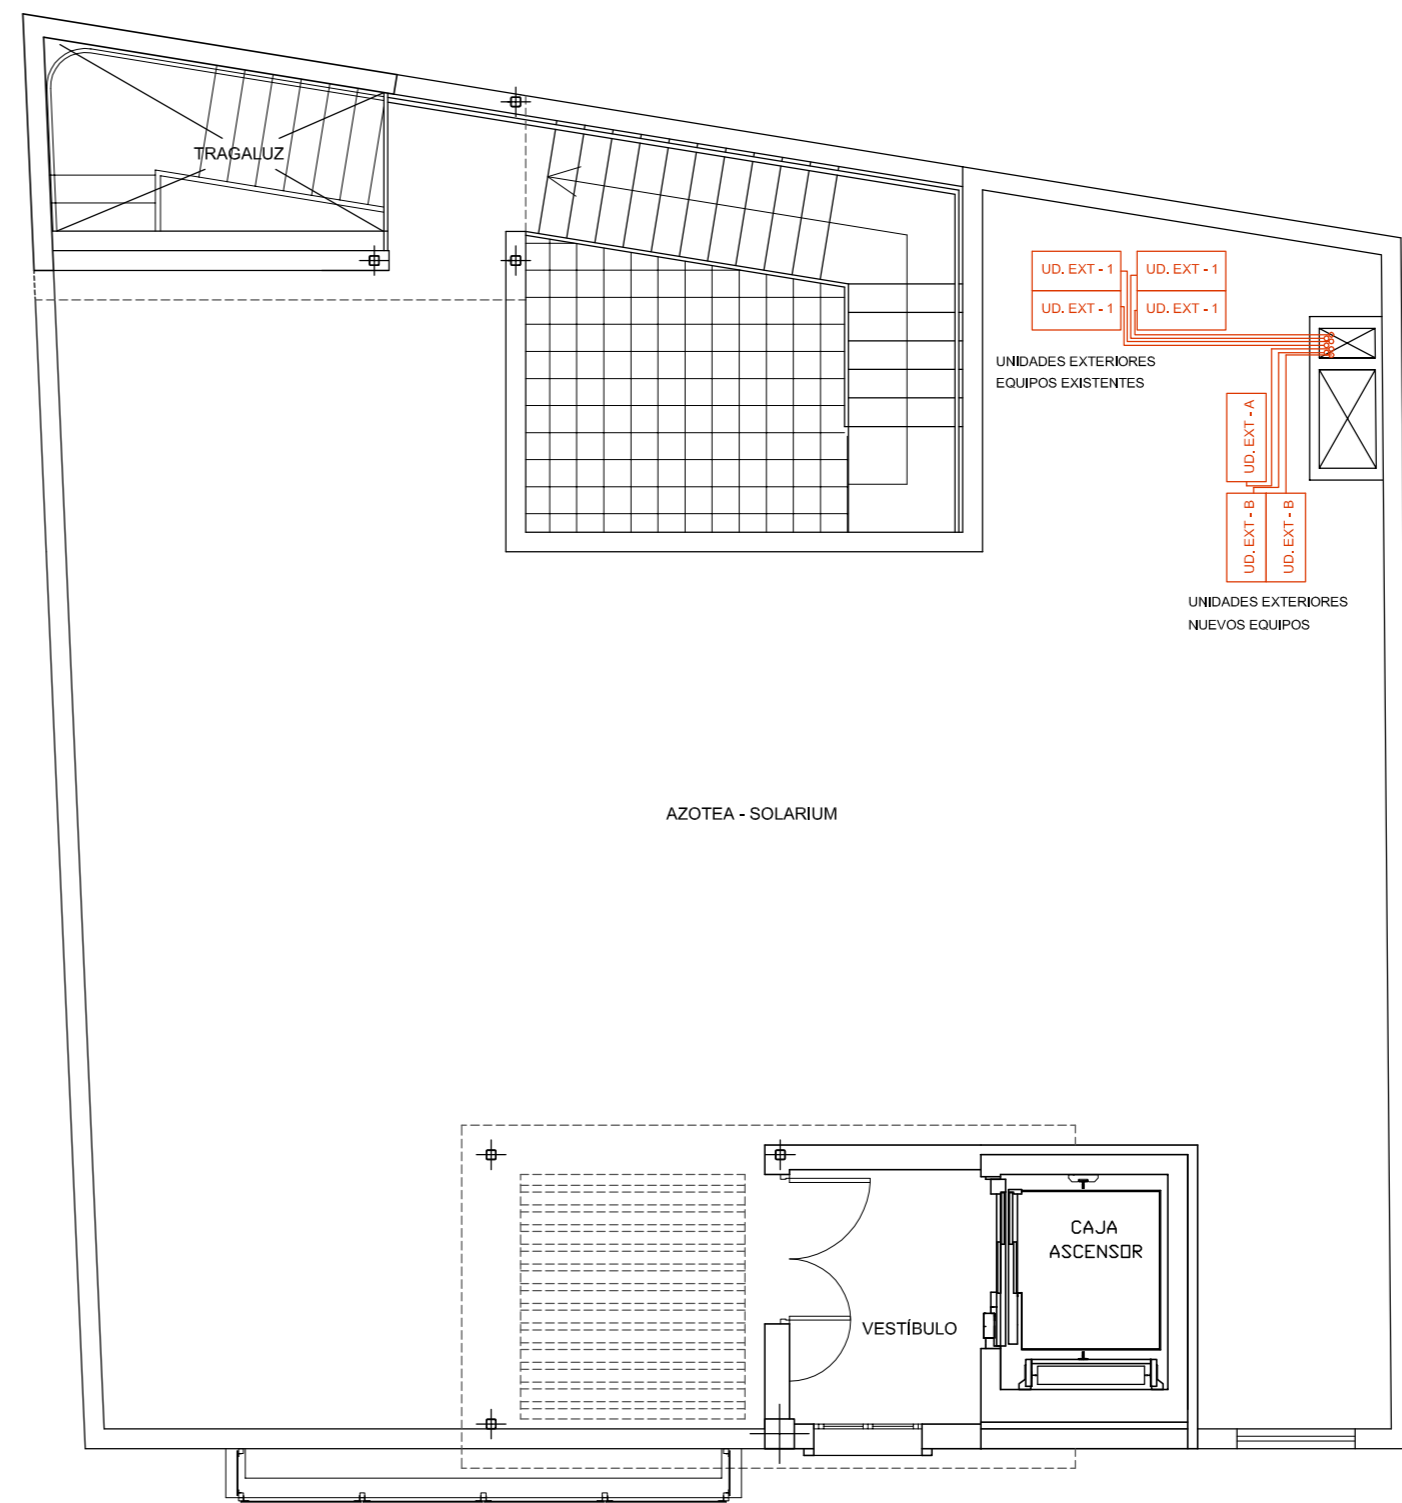 TRAGALUZ
UD. EXT - 1
UD. EXT - 1
UD. EXT - 1
UD. EXT - 1
UNIDADES EXTERIORES
EQUIPOS EXISTENTES
UD. EXT - A
UD. EXT - B
UD. EXT - B
UNIDADES EXTERIORES
NUEVOS EQUIPOS
AZOTEA - SOLARIUM
CAJA
ASCENSOR
VESTÍBULO